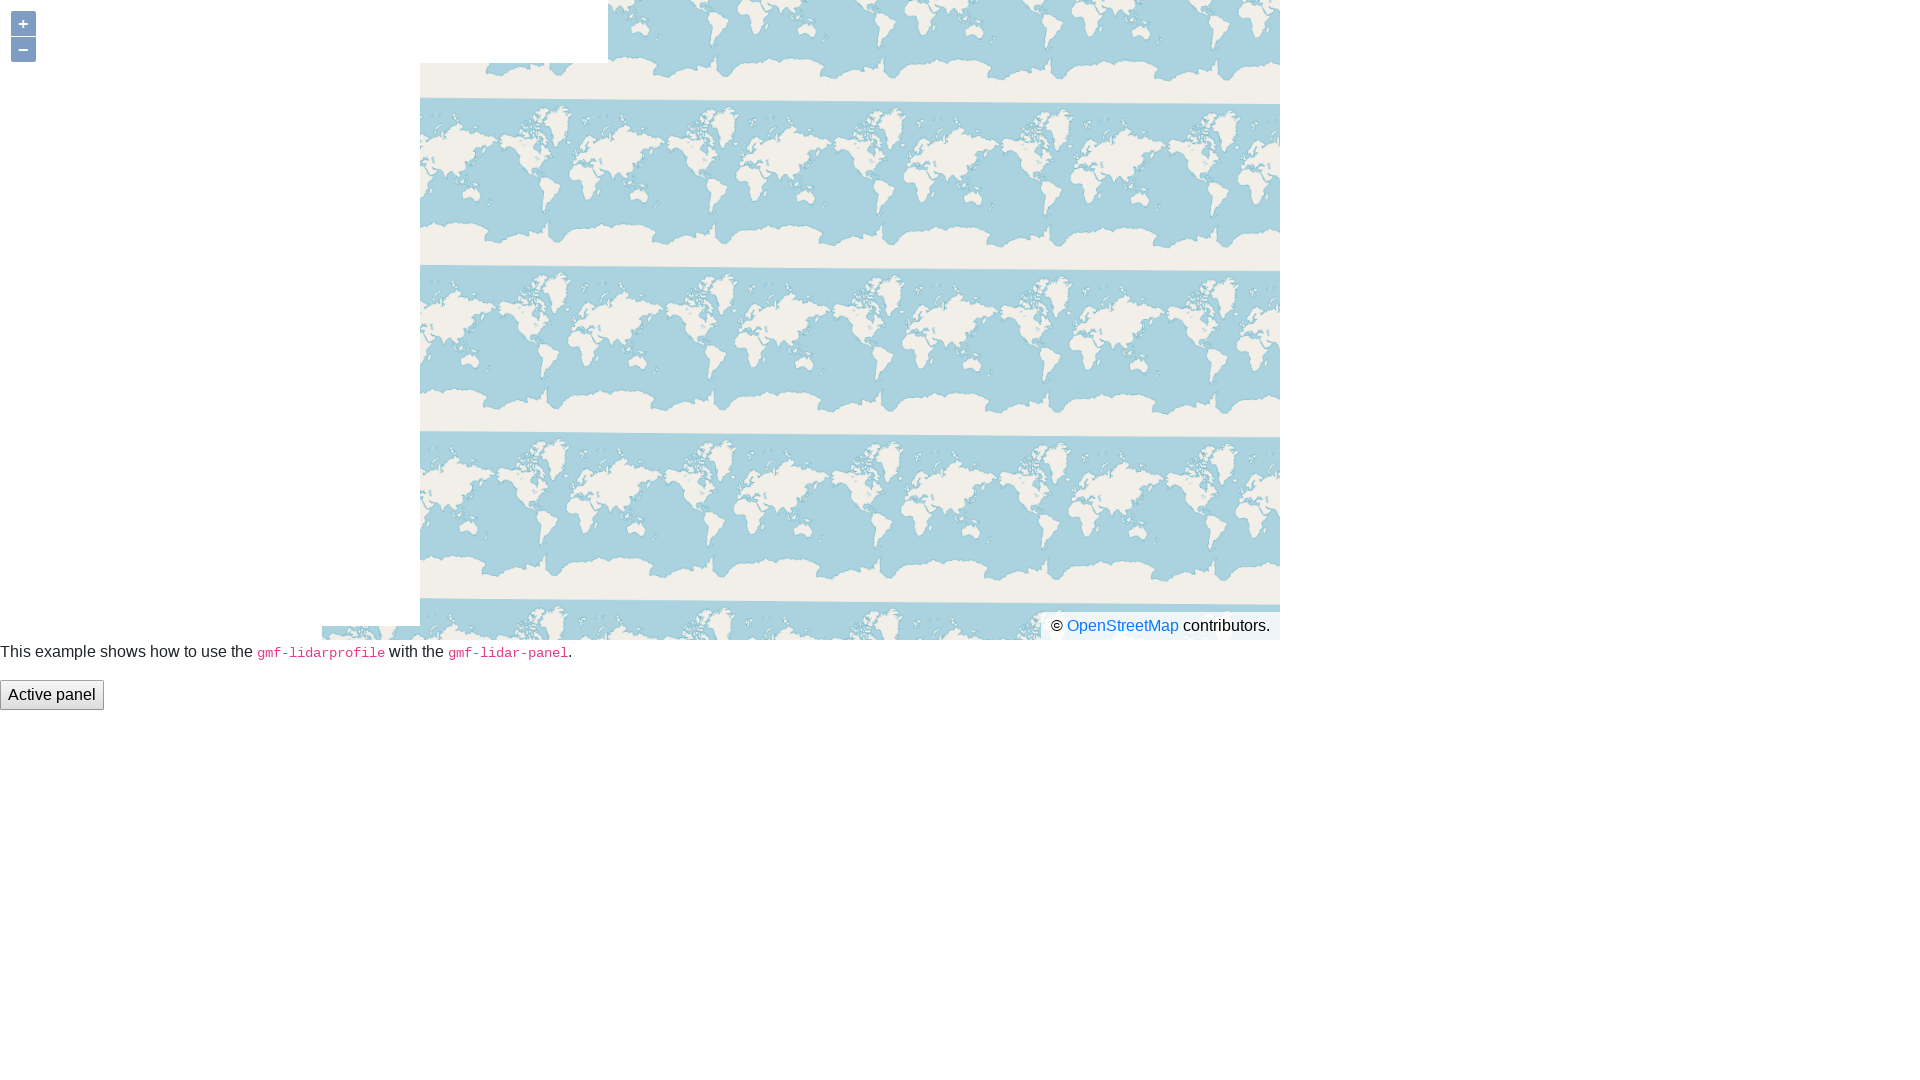 +
−
© OpenStreetMap contributors.
This example shows how to use the gmf-lidarprofile with the gmf-lidar-panel.
Active panel